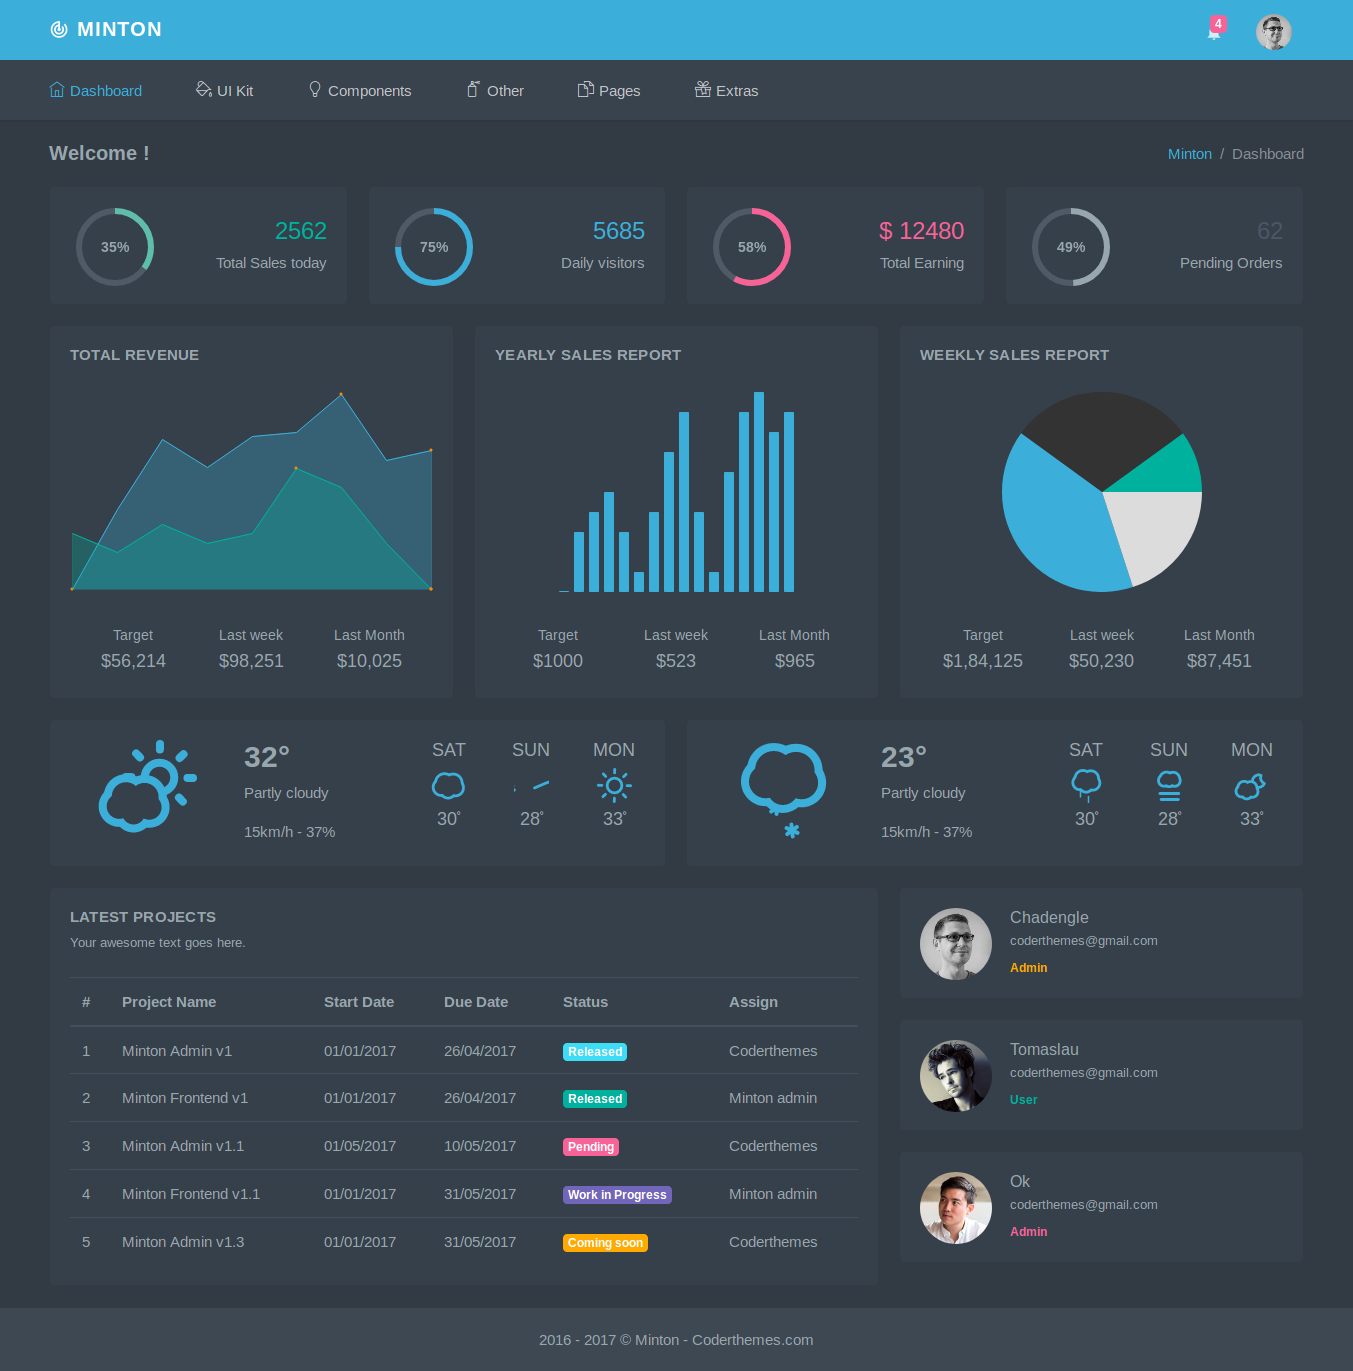 MINTON
4
Dashboard UI Kit Components Other Pages Extras
Welcome !
Minton / Dashboard
35%
2562
Total Sales today
75%
5685
Daily visitors
58%
$ 12480
Total Earning
49%
62
Pending Orders
TOTAL REVENUE
Target Last week Last Month
$56,214 $98,251 $10,025
YEARLY SALES REPORT
Target Last week Last Month
$1000 $523 $965
WEEKLY SALES REPORT
Target Last week Last Month
$1,84,125 $50,230 $87,451
32°
Partly cloudy
15km/h - 37%
SAT SUN MON
30° 28° 33°
23°
Partly cloudy
15km/h - 37%
SAT SUN MON
30° 28° 33°
LATEST PROJECTS
Your awesome text goes here.
# Project Name Start Date Due Date Status Assign
1 Minton Admin v1 01/01/2017 26/04/2017 Released Coderthemes
2 Minton Frontend v1 01/01/2017 26/04/2017 Released Minton admin
3 Minton Admin v1.1 01/05/2017 10/05/2017 Pending Coderthemes
4 Minton Frontend v1.1 01/01/2017 31/05/2017 Work in Progress Minton admin
5 Minton Admin v1.3 01/01/2017 31/05/2017 Coming soon Coderthemes
Chadengle
coderthemes@gmail.com
Admin
Tomaslau
coderthemes@gmail.com
User
Ok
coderthemes@gmail.com
Admin
2016 - 2017 © Minton - Coderthemes.com